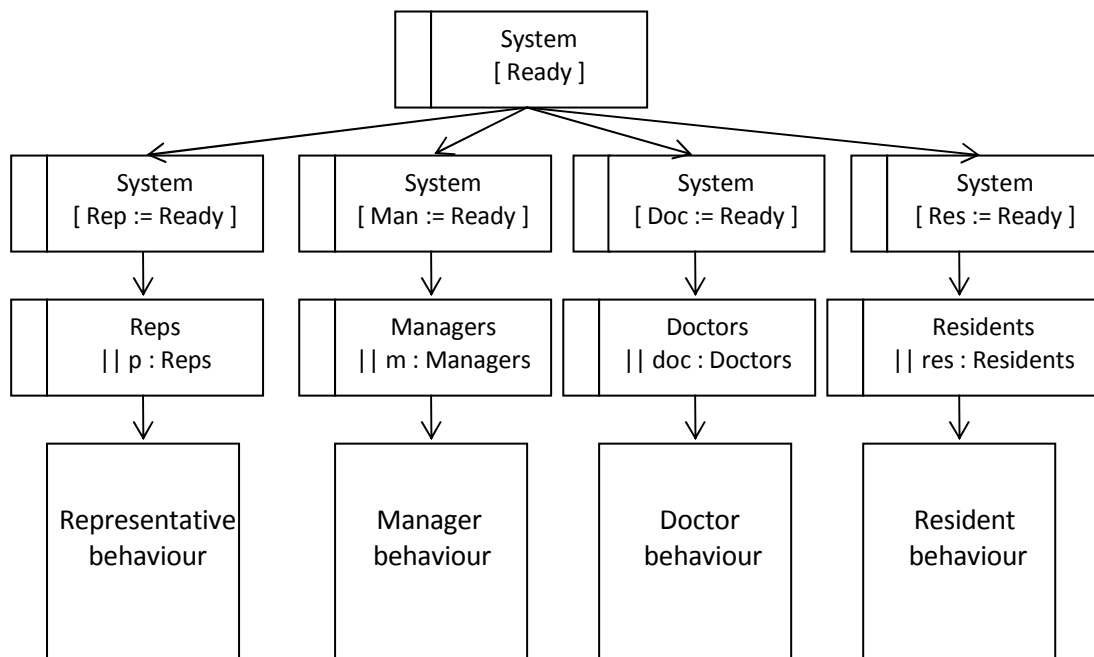 System
[ Ready ]
System
[ Rep := Ready ]
System
[ Man := Ready ]
System
[ Doc := Ready ]
System
[ Res := Ready ]
Reps
|| p : Reps
Managers
|| m : Managers
Doctors
|| doc : Doctors
Residents
|| res : Residents
Representative
behaviour
Manager
behaviour
Doctor
behaviour
Resident
behaviour